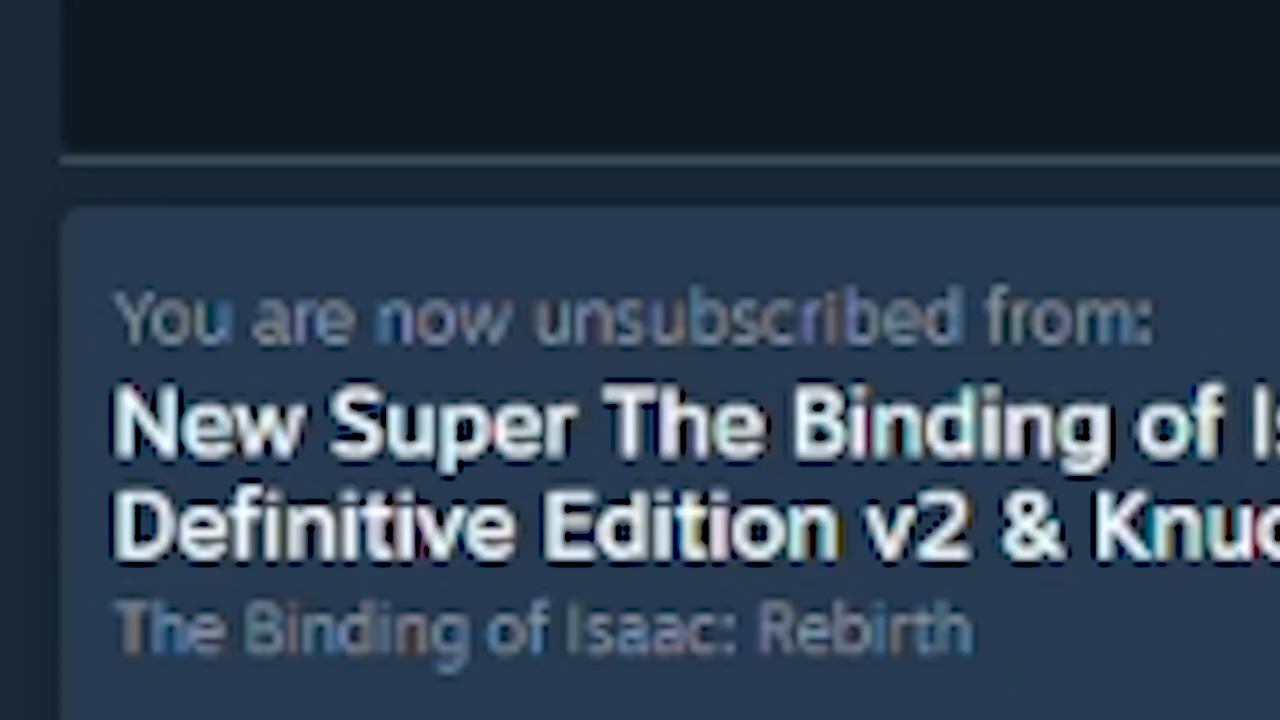 You are now unsubscribed from:
New Super The Binding of
Definitive Edition v2 &
The Binding of Isaac: Rebirth